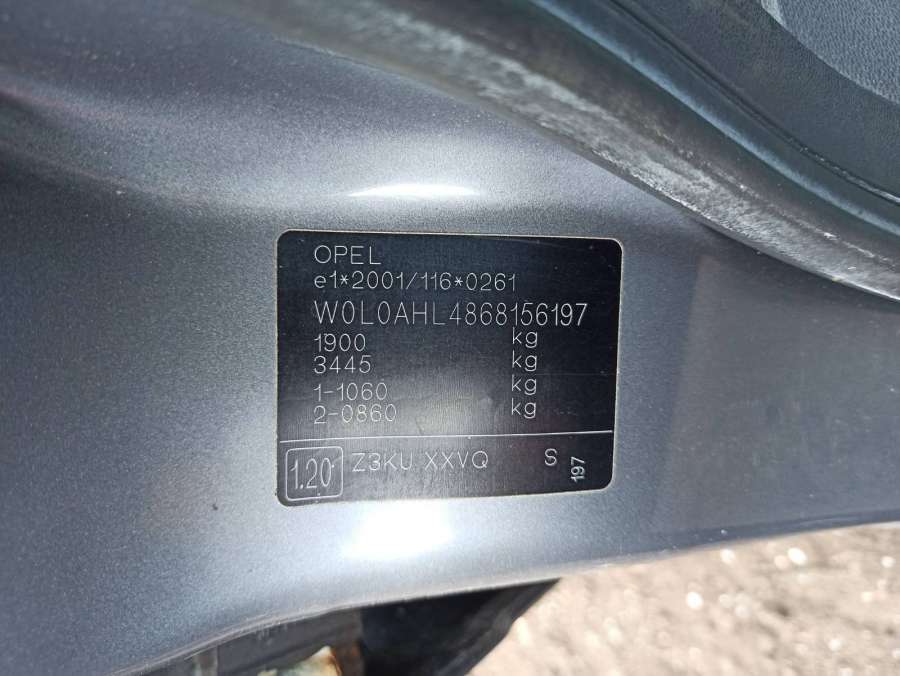 OPEL
e1*2001/116*0261
W0L0AHL4868156197
1900 kg
3445 kg
1-1060 kg
2-0860 kg
1.20 Z3KU XXVQ S 197